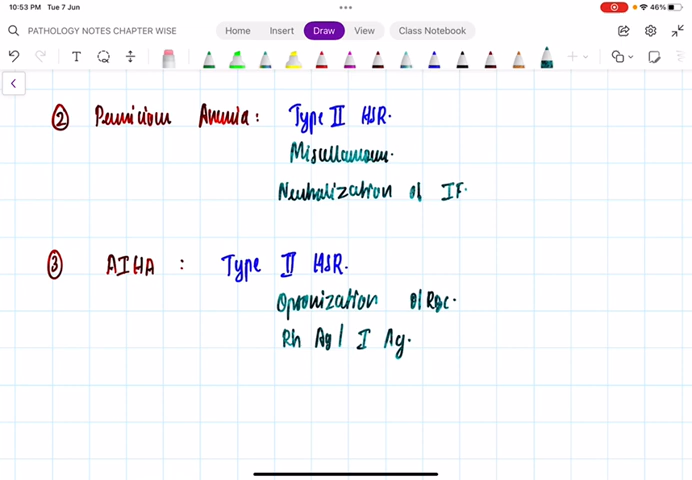 10:53 PM Tue 7 Jun
46%
PATHOLOGY NOTES CHAPTER WISE
Home Insert Draw View Class Notebook
② Pernicious Anemia : Type II HSR.
Miscellaneous.
Neutralization of IF.
③ AIHA : Type II HSR.
Opsonization of RBC.
Rh Ag / I Ag.